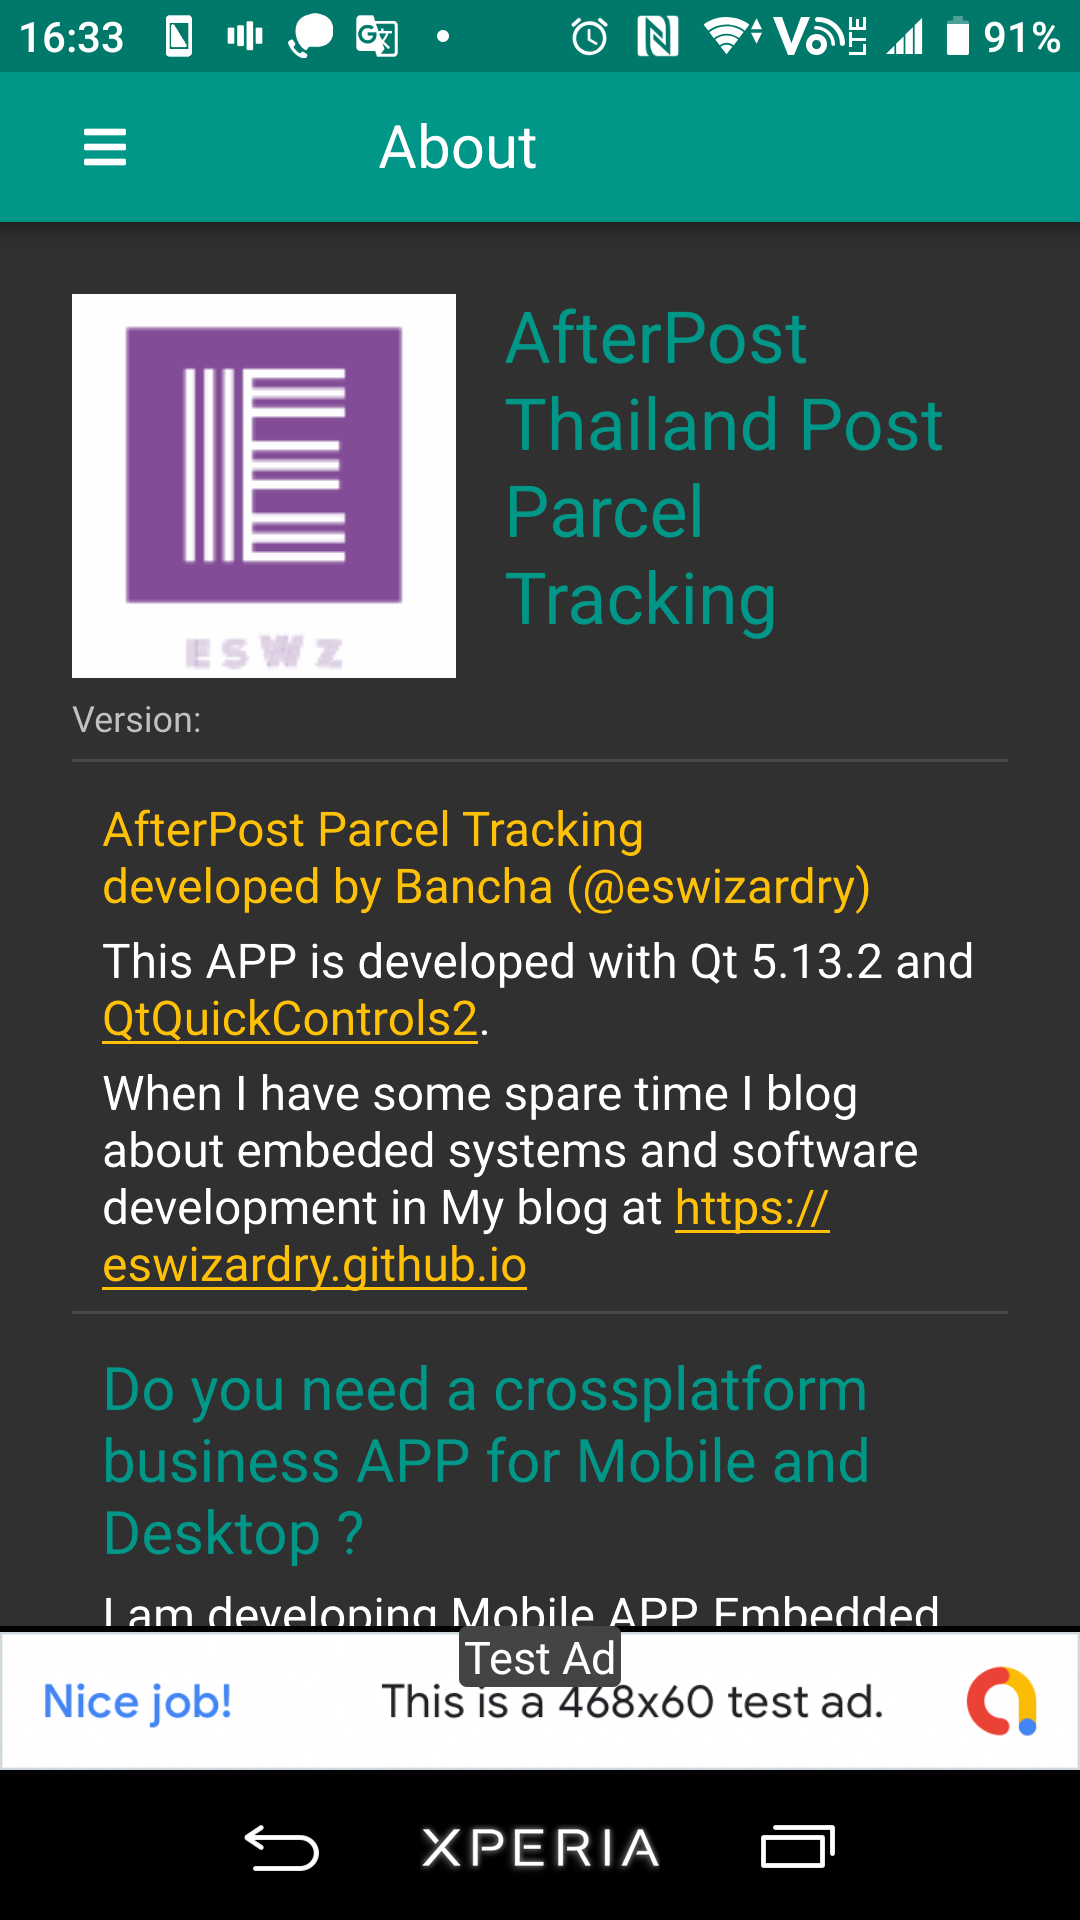 16:33
VoLTE
91%
About
AfterPost
Thailand Post
Parcel
Tracking
ESWZ
Version:
AfterPost Parcel Tracking
developed by Bancha (@eswizardry)
This APP is developed with Qt 5.13.2 and
QtQuickControls2.
When I have some spare time I blog
about embeded systems and software
development in My blog at https://
eswizardry.github.io
Do you need a crossplatform
business APP for Mobile and
Desktop ?
I am developing Mobile APP Embedded
Test Ad
Nice job!
This is a 468x60 test ad.
XPERIA